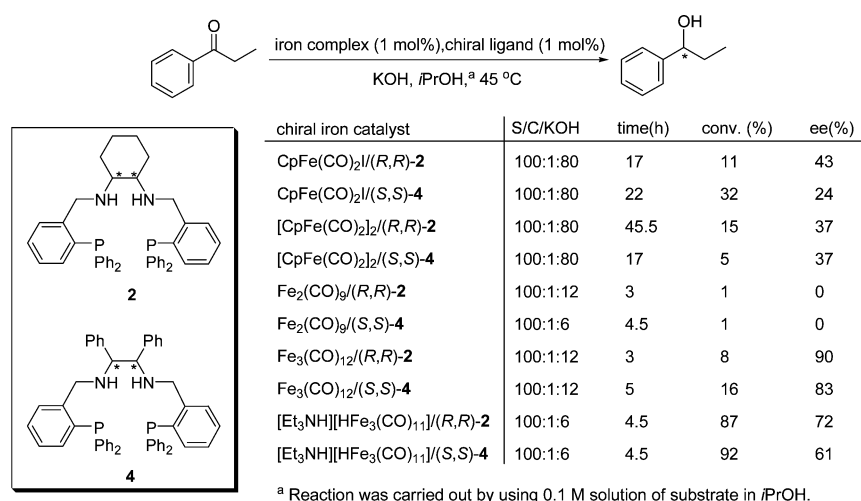 O
OH
iron complex (1 mol%),chiral ligand (1 mol%)
KOH, iPrOH,ᵃ 45 °C
*
* *
NH HN
P P
Ph₂ Ph₂
2
Ph Ph
* *
NH HN
P P
Ph₂ Ph₂
4
chiral iron catalyst S/C/KOH time(h) conv. (%) ee(%)
CpFe(CO)₂I/(R,R)-2 100:1:80 17 11 43
CpFe(CO)₂I/(S,S)-4 100:1:80 22 32 24
[CpFe(CO)₂]₂/(R,R)-2 100:1:80 45.5 15 37
[CpFe(CO)₂]₂/(S,S)-4 100:1:80 17 5 37
Fe₂(CO)₉/(R,R)-2 100:1:12 3 1 0
Fe₂(CO)₉/(S,S)-4 100:1:6 4.5 1 0
Fe₃(CO)₁₂/(R,R)-2 100:1:12 3 8 90
Fe₃(CO)₁₂/(S,S)-4 100:1:12 5 16 83
[Et₃NH][HFe₃(CO)₁₁]/(R,R)-2 100:1:6 4.5 87 72
[Et₃NH][HFe₃(CO)₁₁]/(S,S)-4 100:1:6 4.5 92 61
ᵃ Reaction was carried out by using 0.1 M solution of substrate in iPrOH.